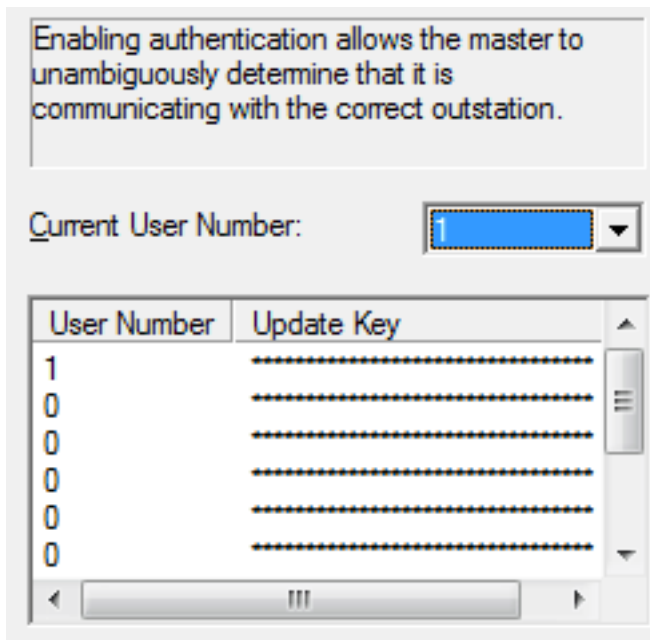 Enabling authentication allows the master to
unambiguously determine that it is
communicating with the correct outstation.
Current User Number: 1
User Number Update Key
1 ********************************
0 ********************************
0 ********************************
0 ********************************
0 ********************************
0 ********************************